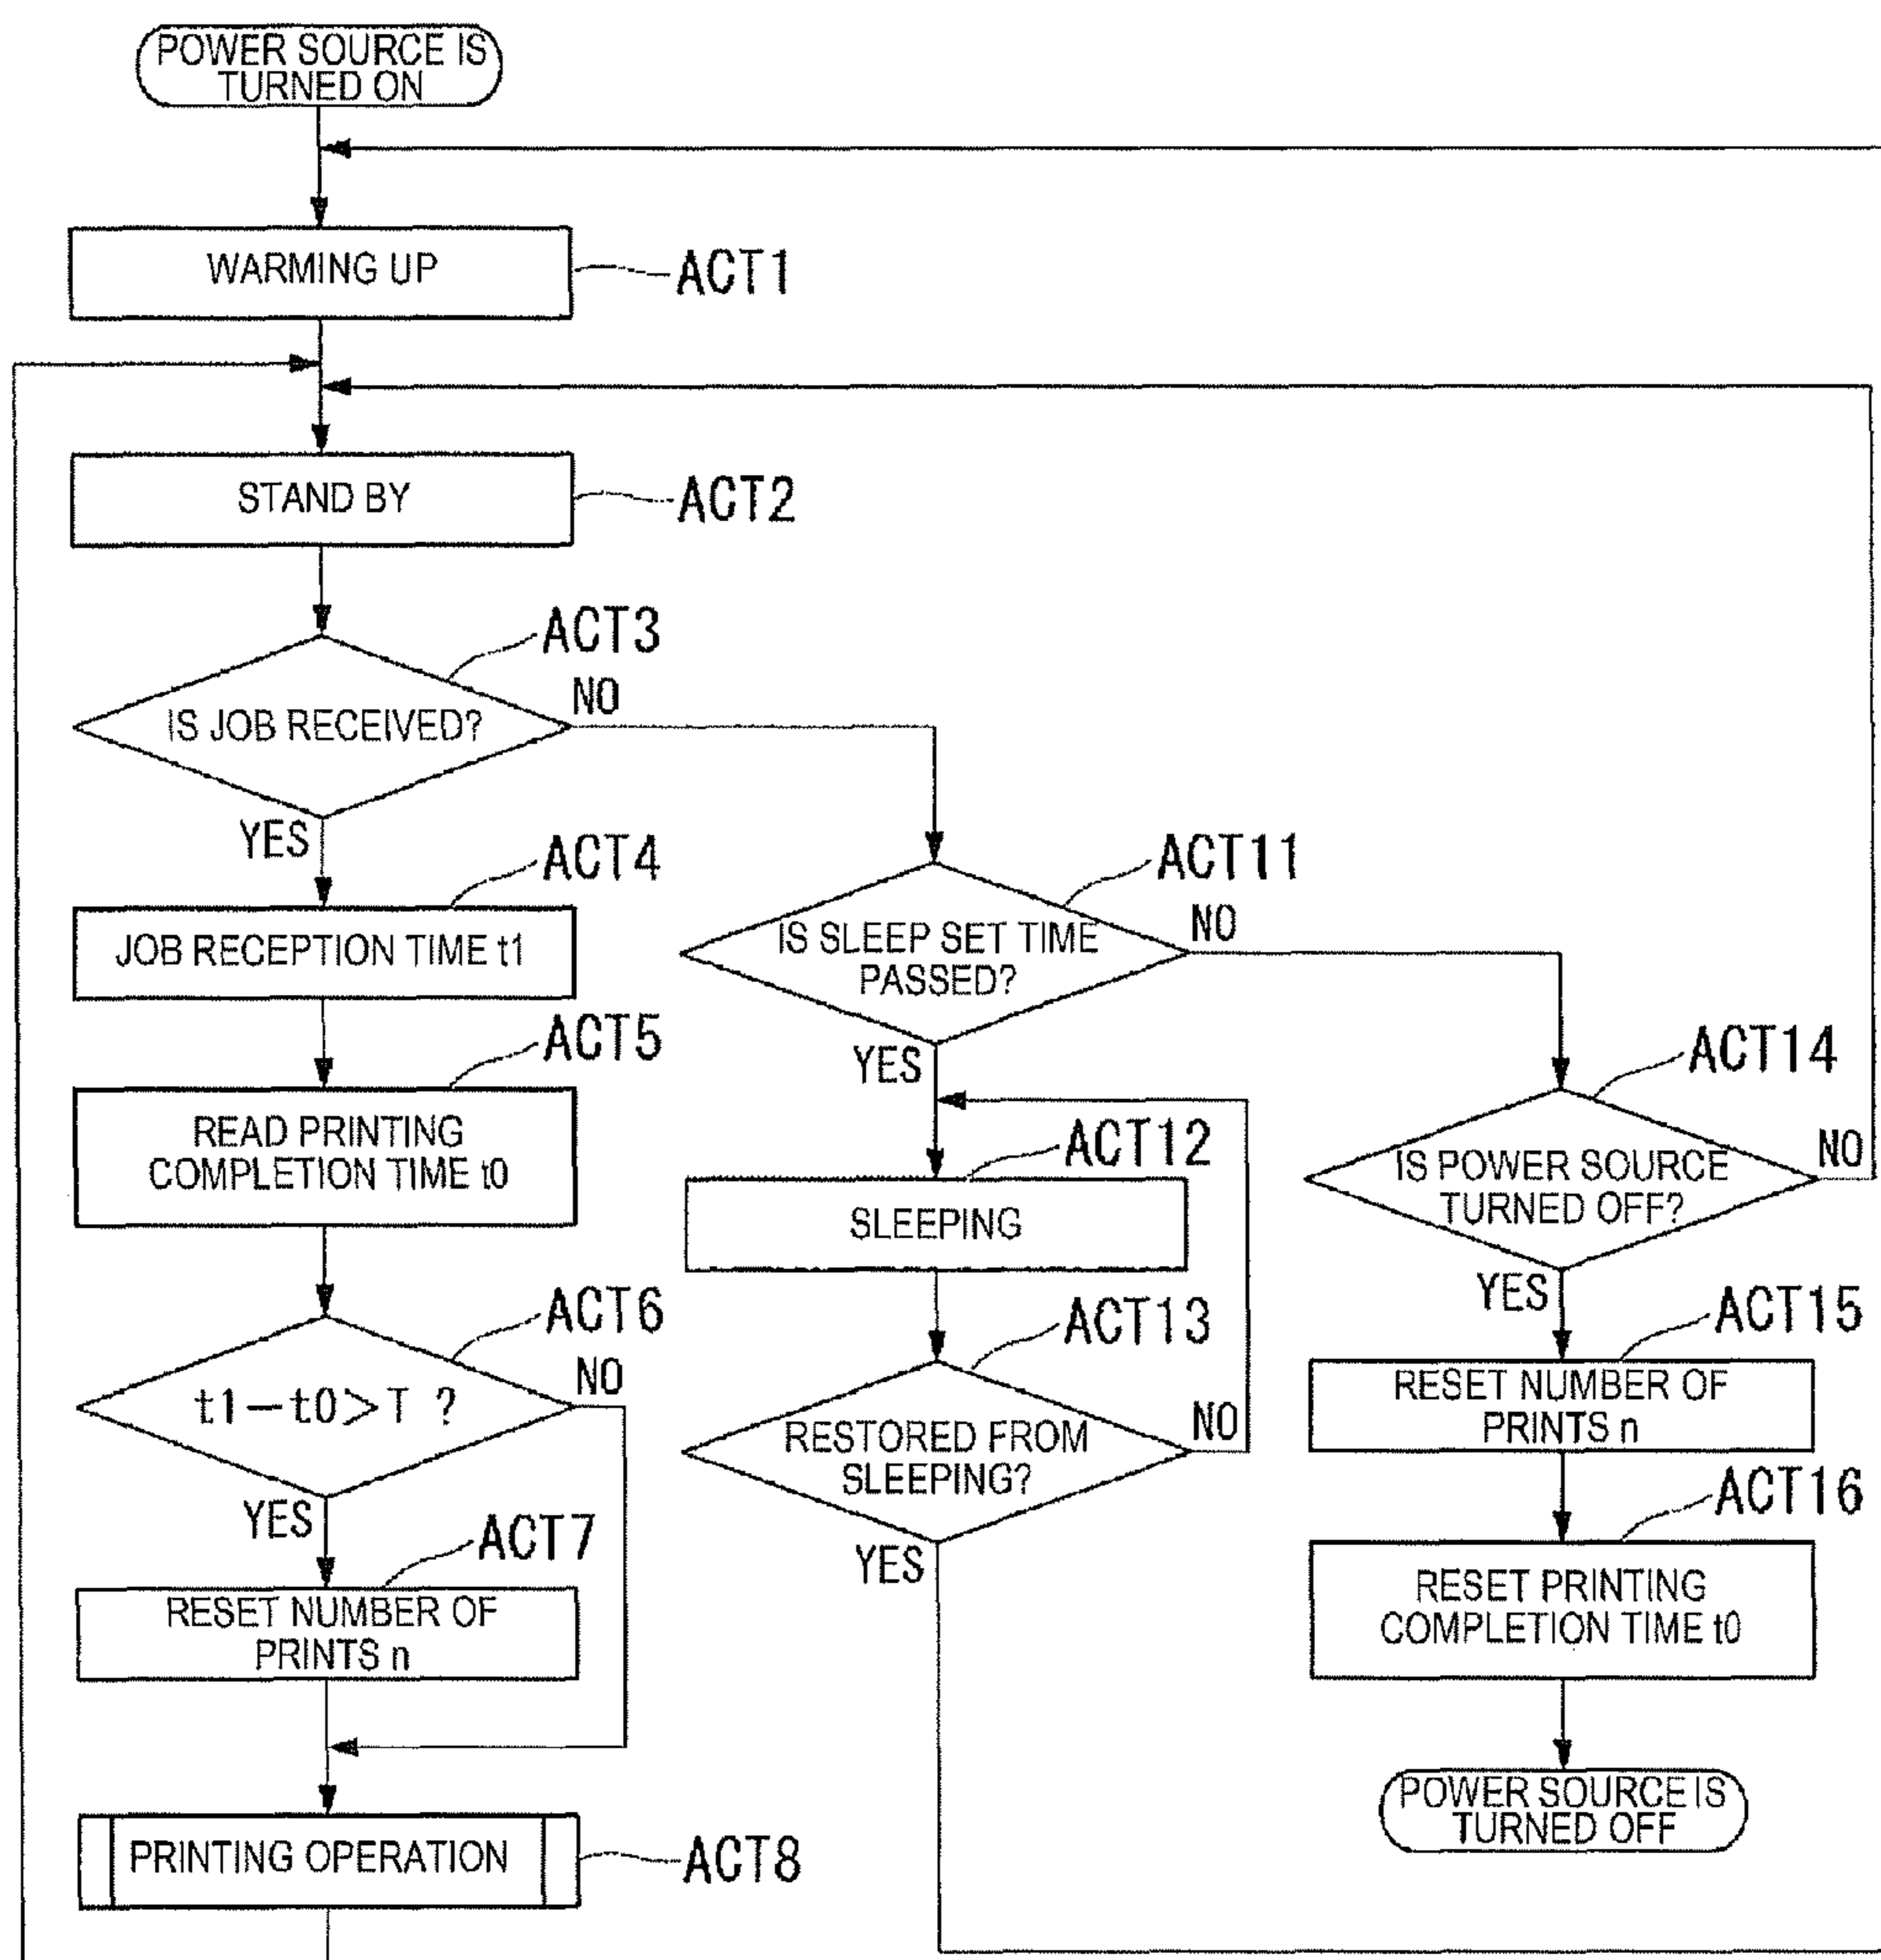 POWER SOURCE IS
TURNED ON
WARMING UP
ACT1
STAND BY
ACT2
ACT3
IS JOB RECEIVED?
NO
YES
ACT4
JOB RECEPTION TIME t1
ACT5
READ PRINTING
COMPLETION TIME t0
ACT6
t1-t0>T ?
NO
YES
ACT7
RESET NUMBER OF
PRINTS n
PRINTING OPERATION
ACT8
ACT11
IS SLEEP SET TIME
PASSED?
NO
YES
ACT12
SLEEPING
ACT13
RESTORED FROM
SLEEPING?
NO
YES
ACT14
IS POWER SOURCE
TURNED OFF?
NO
YES
ACT15
RESET NUMBER OF
PRINTS n
ACT16
RESET PRINTING
COMPLETION TIME t0
POWER SOURCE IS
TURNED OFF